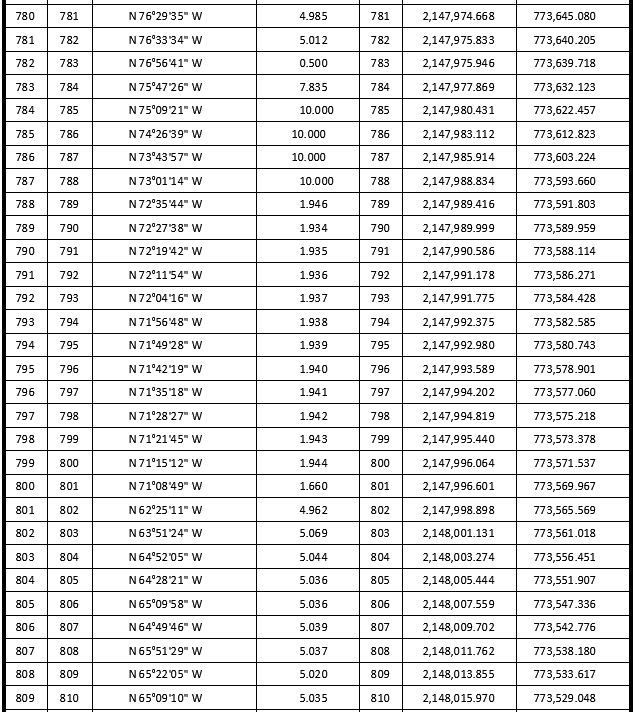 780 781 N 76°29'35" W 4.985 781 2,147,974.668 773,645.080
781 782 N 76°33'34" W 5.012 782 2,147,975.833 773,640.205
782 783 N 76°56'41" W 0.500 783 2,147,975.946 773,639.718
783 784 N 75°47'26" W 7.835 784 2,147,977.869 773,632.123
784 785 N 75°09'21" W 10.000 785 2,147,980.431 773,622.457
785 786 N 74°26'39" W 10.000 786 2,147,983.112 773,612.823
786 787 N 73°43'57" W 10.000 787 2,147,985.914 773,603.224
787 788 N 73°01'14" W 10.000 788 2,147,988.834 773,593.660
788 789 N 72°35'44" W 1.946 789 2,147,989.416 773,591.803
789 790 N 72°27'38" W 1.934 790 2,147,989.999 773,589.959
790 791 N 72°19'42" W 1.935 791 2,147,990.586 773,588.114
791 792 N 72°11'54" W 1.936 792 2,147,991.178 773,586.271
792 793 N 72°04'16" W 1.937 793 2,147,991.775 773,584.428
793 794 N 71°56'48" W 1.938 794 2,147,992.375 773,582.585
794 795 N 71°49'28" W 1.939 795 2,147,992.980 773,580.743
795 796 N 71°42'19" W 1.940 796 2,147,993.589 773,578.901
796 797 N 71°35'18" W 1.941 797 2,147,994.202 773,577.060
797 798 N 71°28'27" W 1.942 798 2,147,994.819 773,575.218
798 799 N 71°21'45" W 1.943 799 2,147,995.440 773,573.378
799 800 N 71°15'12" W 1.944 800 2,147,996.064 773,571.537
800 801 N 71°08'49" W 1.660 801 2,147,996.601 773,569.967
801 802 N 62°25'11" W 4.962 802 2,147,998.898 773,565.569
802 803 N 63°51'24" W 5.069 803 2,148,001.131 773,561.018
803 804 N 64°52'05" W 5.044 804 2,148,003.274 773,556.451
804 805 N 64°28'21" W 5.036 805 2,148,005.444 773,551.907
805 806 N 65°09'58" W 5.036 806 2,148,007.559 773,547.336
806 807 N 64°49'46" W 5.039 807 2,148,009.702 773,542.776
807 808 N 65°51'29" W 5.037 808 2,148,011.762 773,538.180
808 809 N 65°22'05" W 5.020 809 2,148,013.855 773,533.617
809 810 N 65°09'10" W 5.035 810 2,148,015.970 773,529.048